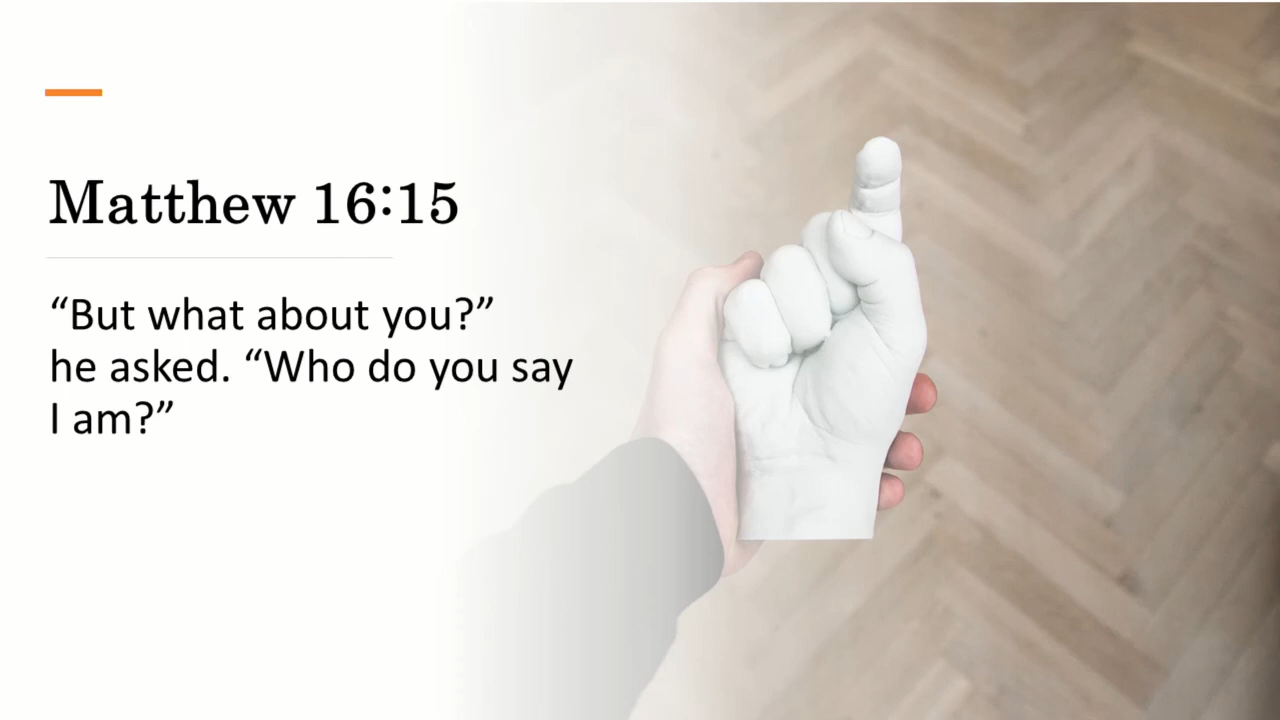 Matthew 16:15
“But what about you?”
he asked. “Who do you say
I am?”